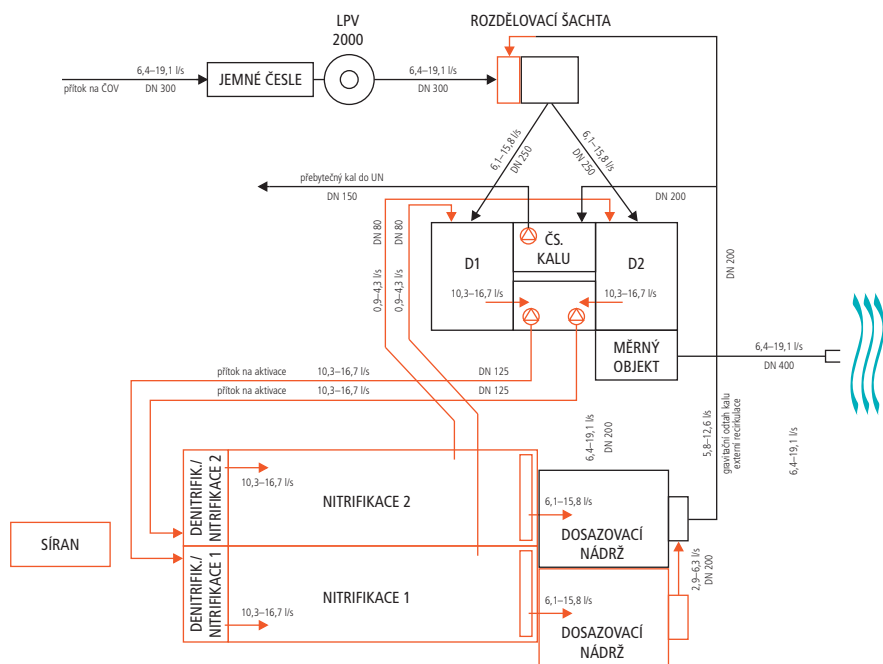 LPV
2000
ROZDĚLOVACÍ ŠACHTA
6,4–19,1 l/s
přítok na ČOV
DN 300
JEMNÉ ČESLE
6,4–19,1 l/s
DN 300
6,1–15,8 l/s
DN 250
6,1–15,8 l/s
DN 250
přebytečný kal do UN
DN 150
DN 200
DN 80
DN 80
0,9–4,3 l/s
0,9–4,3 l/s
D1
ČS.
KALU
D2
DN 200
10,3–16,7 l/s
10,3–16,7 l/s
MĚRNÝ
OBJEKT
6,4–19,1 l/s
DN 400
přítok na aktivace
10,3–16,7 l/s
DN 125
přítok na aktivace
10,3–16,7 l/s
DN 125
6,4–19,1 l/s
DN 200
5,8–12,6 l/s
gravitační odtah kalu
externí recirkulace
6,4–19,1 l/s
DENITRIFIK./
NITRIFIKACE 2
10,3–16,7 l/s
NITRIFIKACE 2
6,1–15,8 l/s
DOSAZOVACÍ
NÁDRŽ
SÍRAN
DENITRIFIK./
NITRIFIKACE 1
10,3–16,7 l/s
NITRIFIKACE 1
6,1–15,8 l/s
DOSAZOVACÍ
NÁDRŽ
2,9–6,3 l/s
DN 200